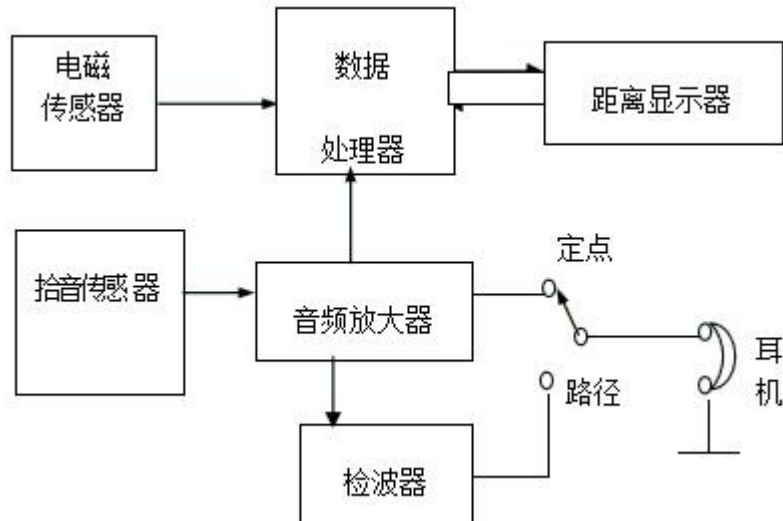 电磁
传感器
数据
处理器
距离显示器
拾音传感器
音频放大器
定点
路径
耳
机
检波器